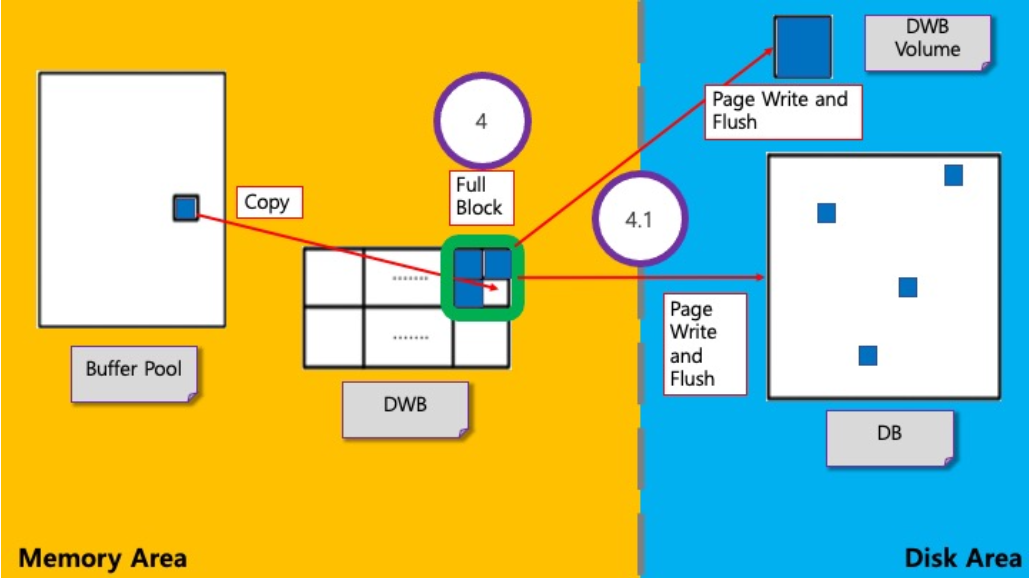 DWB
Volume
4
Page Write and
Flush
Full
Block
Copy
4.1
.......
Page
Write
and
Flush
.......
Buffer Pool
DWB
DB
Memory Area
Disk Area